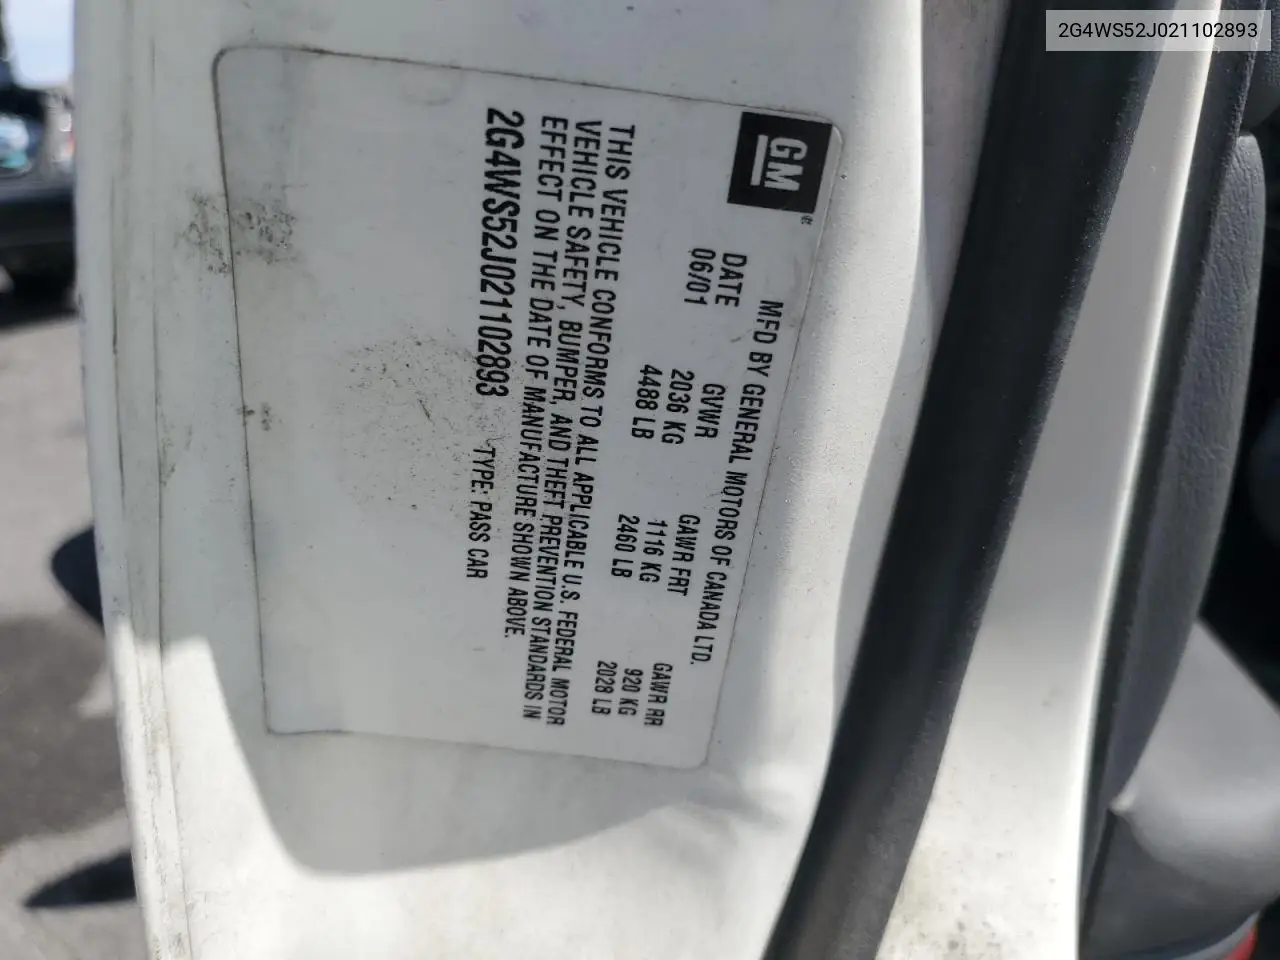 2G4WS52J021102893
GM
MFD BY GENERAL MOTORS OF CANADA LTD.
DATE GVWR GAWR FRT GAWR RR
06/01 2036 KG 1116 KG 920 KG
4488 LB 2460 LB 2028 LB
THIS VEHICLE CONFORMS TO ALL APPLICABLE U.S. FEDERAL MOTOR
VEHICLE SAFETY, BUMPER, AND THEFT PREVENTION STANDARDS IN
EFFECT ON THE DATE OF MANUFACTURE SHOWN ABOVE.
2G4WS52J021102893 TYPE: PASS CAR